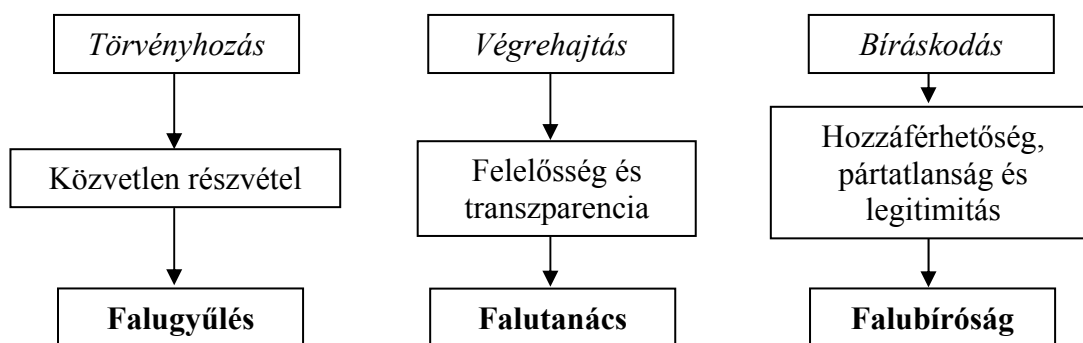 Törvényhozás
Végrehajtás
Bíráskodás
Közvetlen részvétel
Felelősség és
transzparencia
Hozzáférhetőség,
pártatlanság és
legitimitás
Falugyűlés
Falutanács
Falubíróság